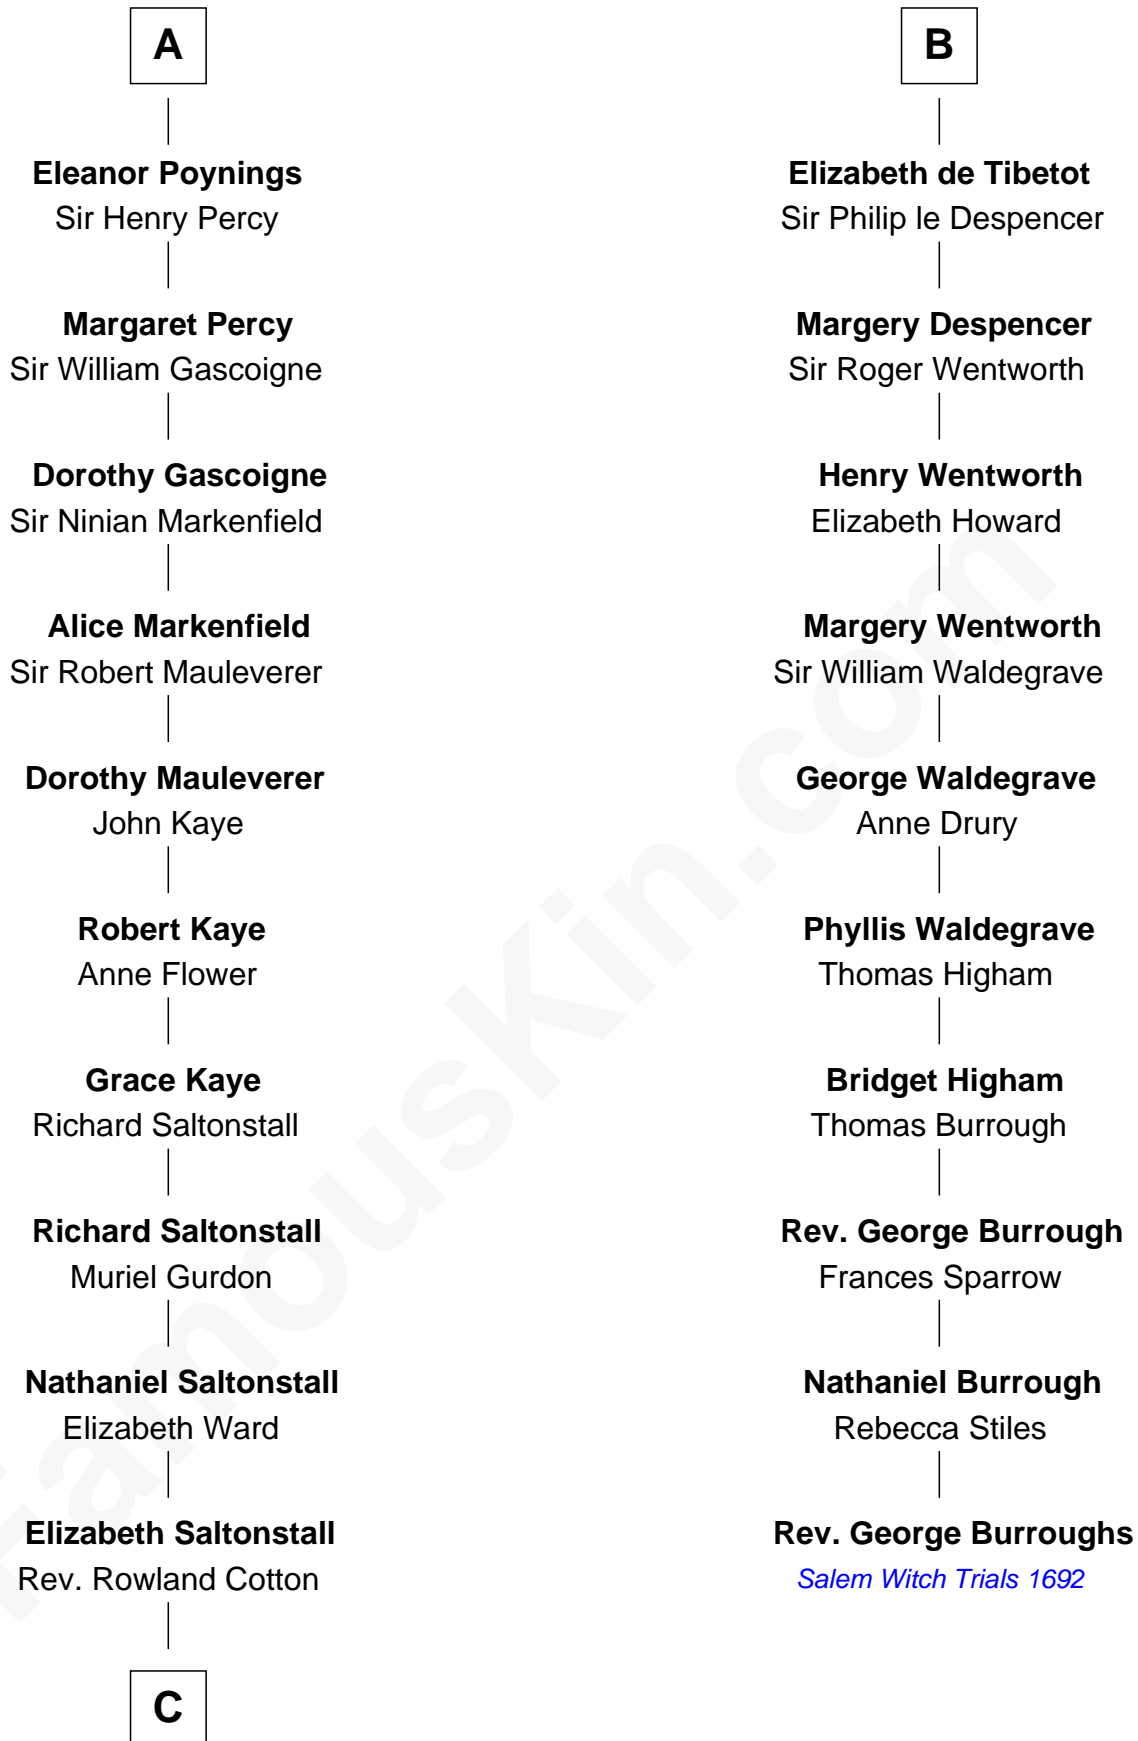 A
Eleanor Poynings
Sir Henry Percy
Margaret Percy
Sir William Gascoigne
Dorothy Gascoigne
Sir Ninian Markenfield
Alice Markenfield
Sir Robert Mauleverer
Dorothy Mauleverer
John Kaye
Robert Kaye
Anne Flower
Grace Kaye
Richard Saltonstall
Richard Saltonstall
Muriel Gurdon
Nathaniel Saltonstall
Elizabeth Ward
Elizabeth Saltonstall
Rev. Rowland Cotton
C
B
Elizabeth de Tibetot
Sir Philip le Despencer
Margery Despencer
Sir Roger Wentworth
Henry Wentworth
Elizabeth Howard
Margery Wentworth
Sir William Waldegrave
George Waldegrave
Anne Drury
Phyllis Waldegrave
Thomas Higham
Bridget Higham
Thomas Burrough
Rev. George Burrough
Frances Sparrow
Nathaniel Burrough
Rebecca Stiles
Rev. George Burroughs
Salem Witch Trials 1692
FamousKin.com